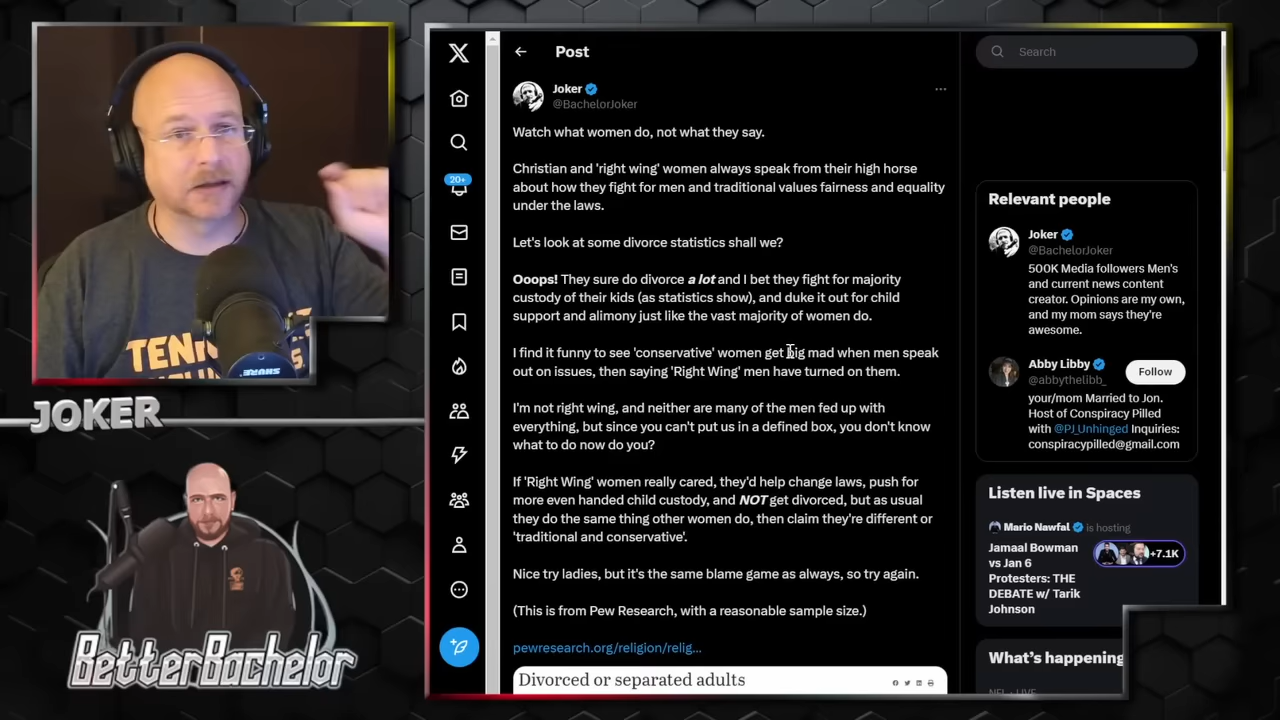 TENN
SHURE
JOKER
BetterBachelor
X
20+
Post
Joker
@BachelorJoker
Watch what women do, not what they say.
Christian and 'right wing' women always speak from their high horse
about how they fight for men and traditional values fairness and equality
under the laws.
Let's look at some divorce statistics shall we?
Ooops! They sure do divorce a lot and I bet they fight for majority
custody of their kids (as statistics show), and duke it out for child
support and alimony just like the vast majority of women do.
I find it funny to see 'conservative' women get big mad when men speak
out on issues, then saying 'Right Wing' men have turned on them.
I'm not right wing, and neither are many of the men fed up with
everything, but since you can't put us in a defined box, you don't know
what to do now do you?
If 'Right Wing' women really cared, they'd help change laws, push for
more even handed child custody, and NOT get divorced, but as usual
they do the same thing other women do, then claim they're different or
'traditional and conservative'.
Nice try ladies, but it's the same blame game as always, so try again.
(This is from Pew Research, with a reasonable sample size.)
pewresearch.org/religion/relig...
Divorced or separated adults
Search
Relevant people
Joker
@BachelorJoker
500K Media followers Men's
and current news content
creator. Opinions are my own,
and my mom says they're
awesome.
Abby Libby
@abbythelibb_
Follow
your/mom Married to Jon.
Host of Conspiracy Pilled
with @PJ_Unhinged Inquiries:
conspiracypilled@gmail.com
Listen live in Spaces
Mario Nawfal is hosting
Jamaal Bowman
vs Jan 6
Protesters: THE
DEBATE w/ Tarik
Johnson
+7.1K
What's happening